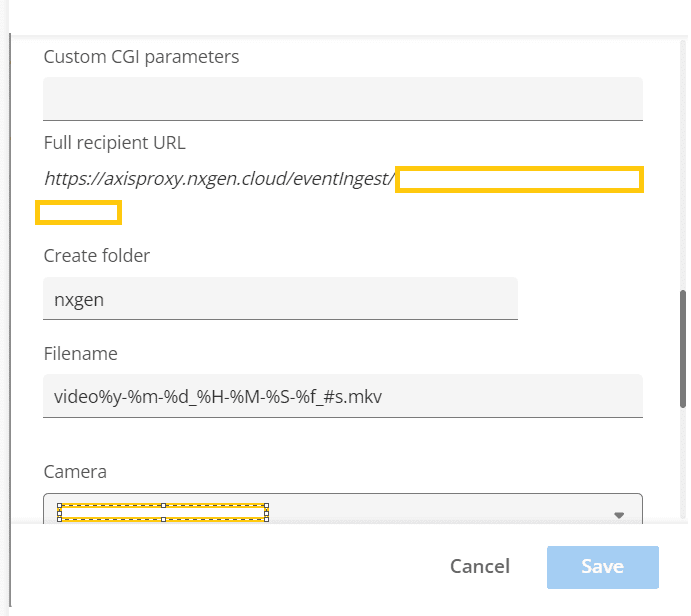 Custom CGI parameters
Full recipient URL
https://axisproxy.nxgen.cloud/eventIngest/
Create folder
nxgen
Filename
video%y-%m-%d_%H-%M-%S-%f_#s.mkv
Camera
Cancel
Save